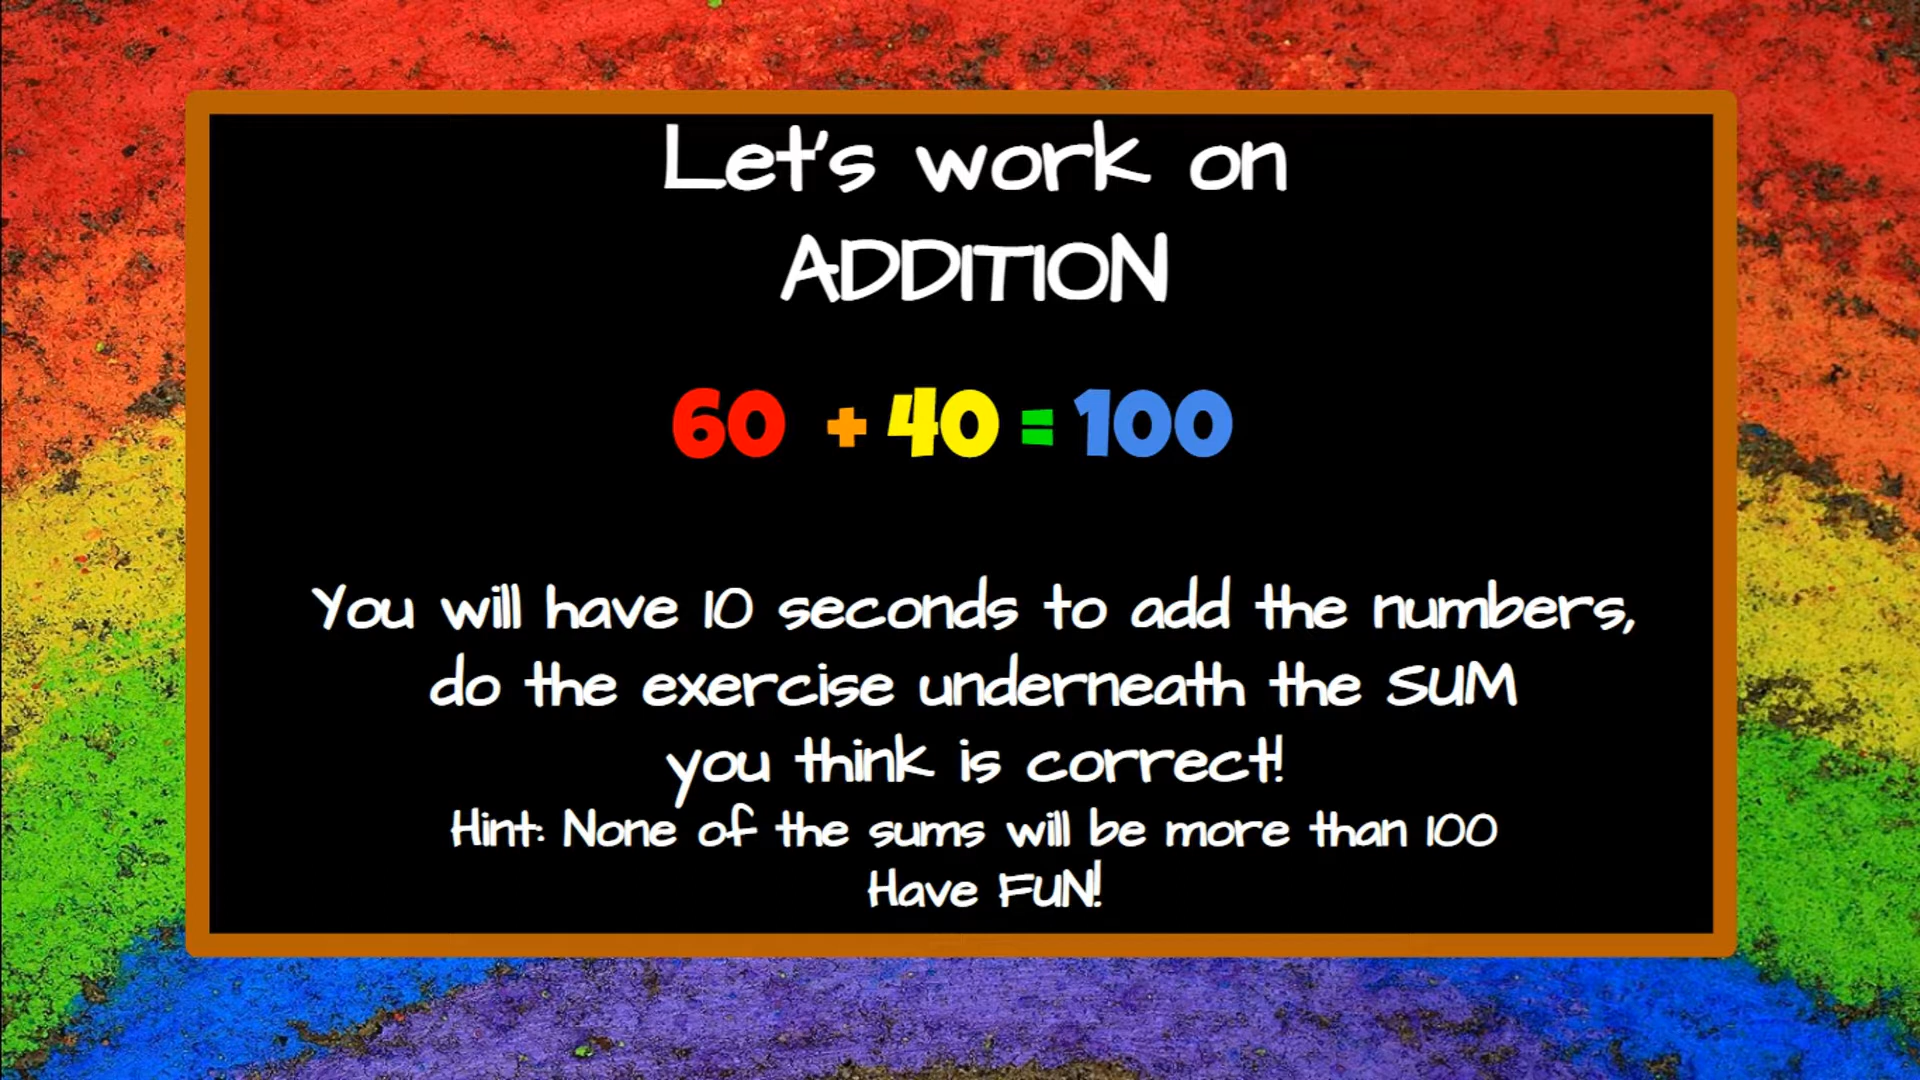 Let's work on
ADDITION
60 + 40 = 100
You will have 10 seconds to add the numbers,
do the exercise underneath the SUM
you think is correct!
Hint: None of the sums will be more than 100
Have FUN!